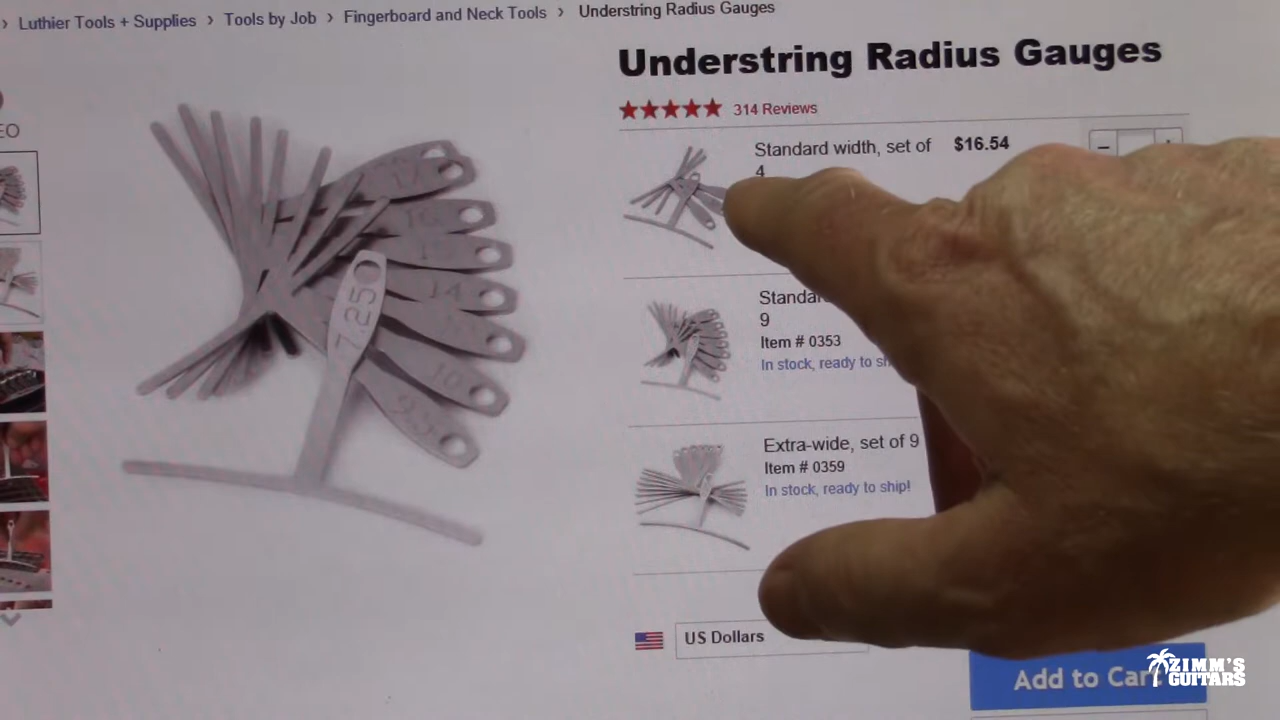 › Luthier Tools + Supplies › Tools by Job › Fingerboard and Neck Tools › Understring Radius Gauges
Understring Radius Gauges
314 Reviews
Standard width, set of 4
$16.54
9
Item # 0353
In stock, ready to
Extra-wide, set of 9
Item # 0359
In stock, ready to ship!
US Dollars
Add to
14
7.250
10
ZIMM'S
GUITARS